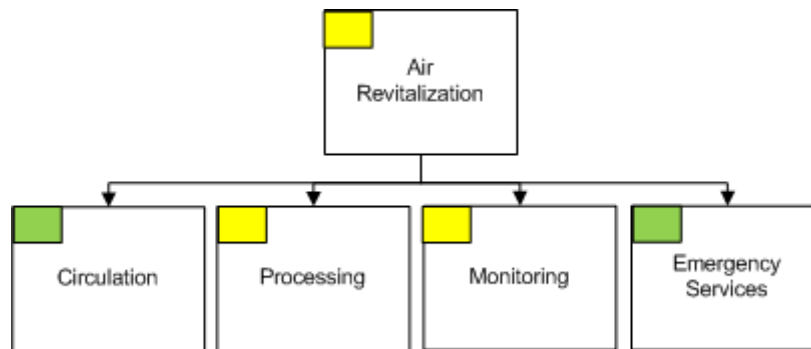 Air
Revitalization
Circulation
Processing
Monitoring
Emergency
Services